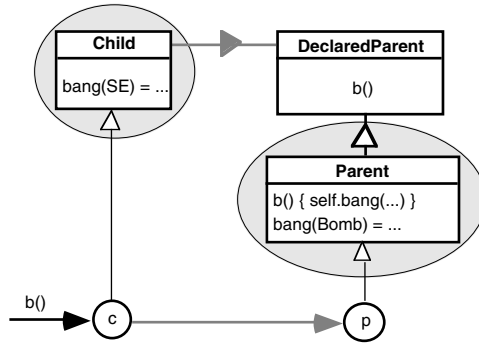 Child
bang(SE) = ...
DeclaredParent
b()
Parent
b() { self.bang(...) }
bang(Bomb) = ...
b()
c
p